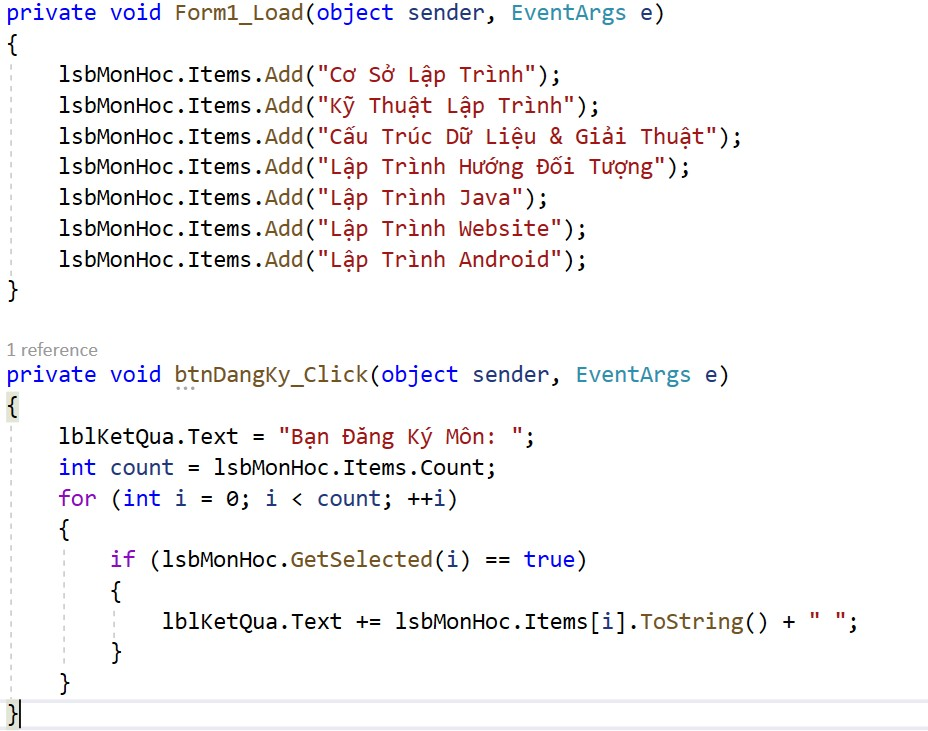 private void Form1_Load(object sender, EventArgs e)
{
    lsbMonHoc.Items.Add("Cơ Sở Lập Trình");
    lsbMonHoc.Items.Add("Kỹ Thuật Lập Trình");
    lsbMonHoc.Items.Add("Cấu Trúc Dữ Liệu & Giải Thuật");
    lsbMonHoc.Items.Add("Lập Trình Hướng Đối Tượng");
    lsbMonHoc.Items.Add("Lập Trình Java");
    lsbMonHoc.Items.Add("Lập Trình Website");
    lsbMonHoc.Items.Add("Lập Trình Android");
}
1 reference
private void btnDangKy_Click(object sender, EventArgs e)
{
    lblKetQua.Text = "Bạn Đăng Ký Môn: ";
    int count = lsbMonHoc.Items.Count;
    for (int i = 0; i < count; ++i)
    {
        if (lsbMonHoc.GetSelected(i) == true)
        {
            lblKetQua.Text += lsbMonHoc.Items[i].ToString() + " ";
        }
    }
}